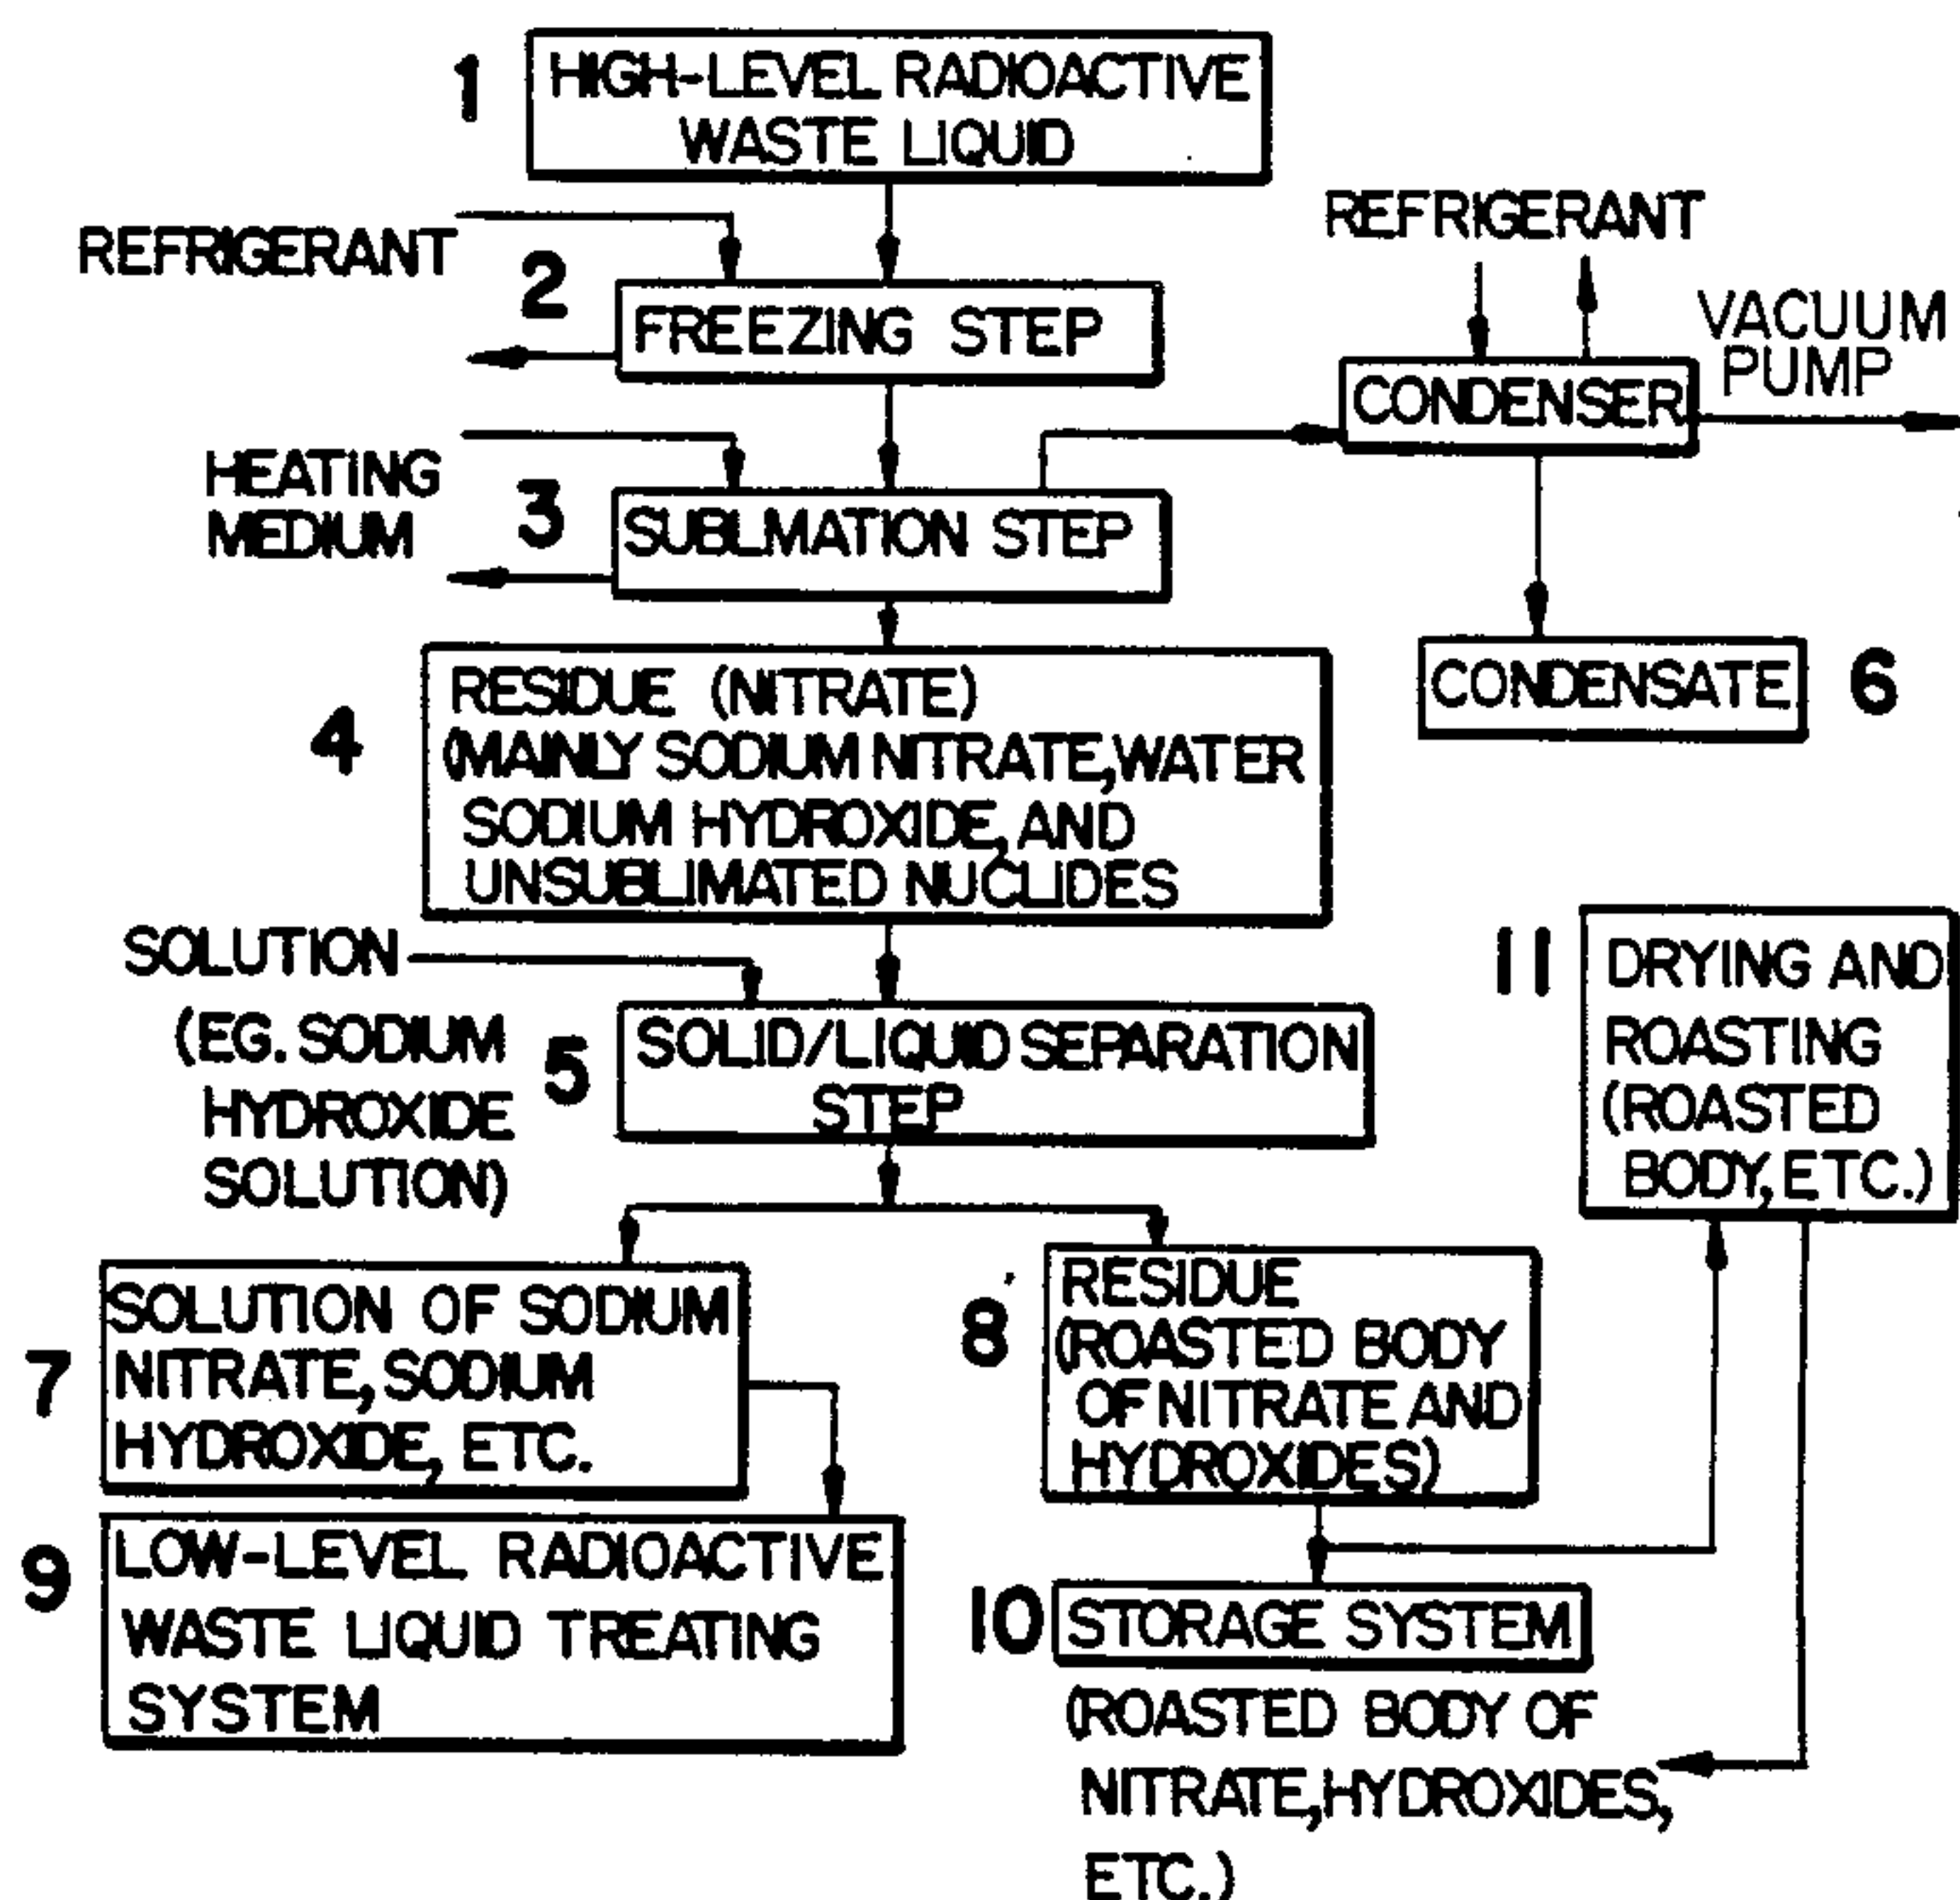 1
HIGH-LEVEL RADIOACTIVE
WASTE LIQUID
REFRIGERANT
2
FREEZING STEP
REFRIGERANT
CONDENSER
VACUUM
PUMP
HEATING
MEDIUM
3
SUBLMATION STEP
4
RESIDUE (NITRATE)
(MAINLY SODIUM NITRATE, WATER
SODIUM HYDROXIDE, AND
UNSUBLIMATED NUCLIDES
CONDENSATE
6
SOLUTION
(EG. SODIUM
HYDROXIDE
SOLUTION)
5
SOLID/LIQUID SEPARATION
STEP
11
DRYING AND
ROASTING
(ROASTED
BODY, ETC.)
7
SOLUTION OF SODIUM
NITRATE, SODIUM
HYDROXIDE, ETC.
8
RESIDUE
(ROASTED BODY
OF NITRATE AND
HYDROXIDES)
9
LOW-LEVEL RADIOACTIVE
WASTE LIQUID TREATING
SYSTEM
10
STORAGE SYSTEM
(ROASTED BODY OF
NITRATE, HYDROXIDES,
ETC.)